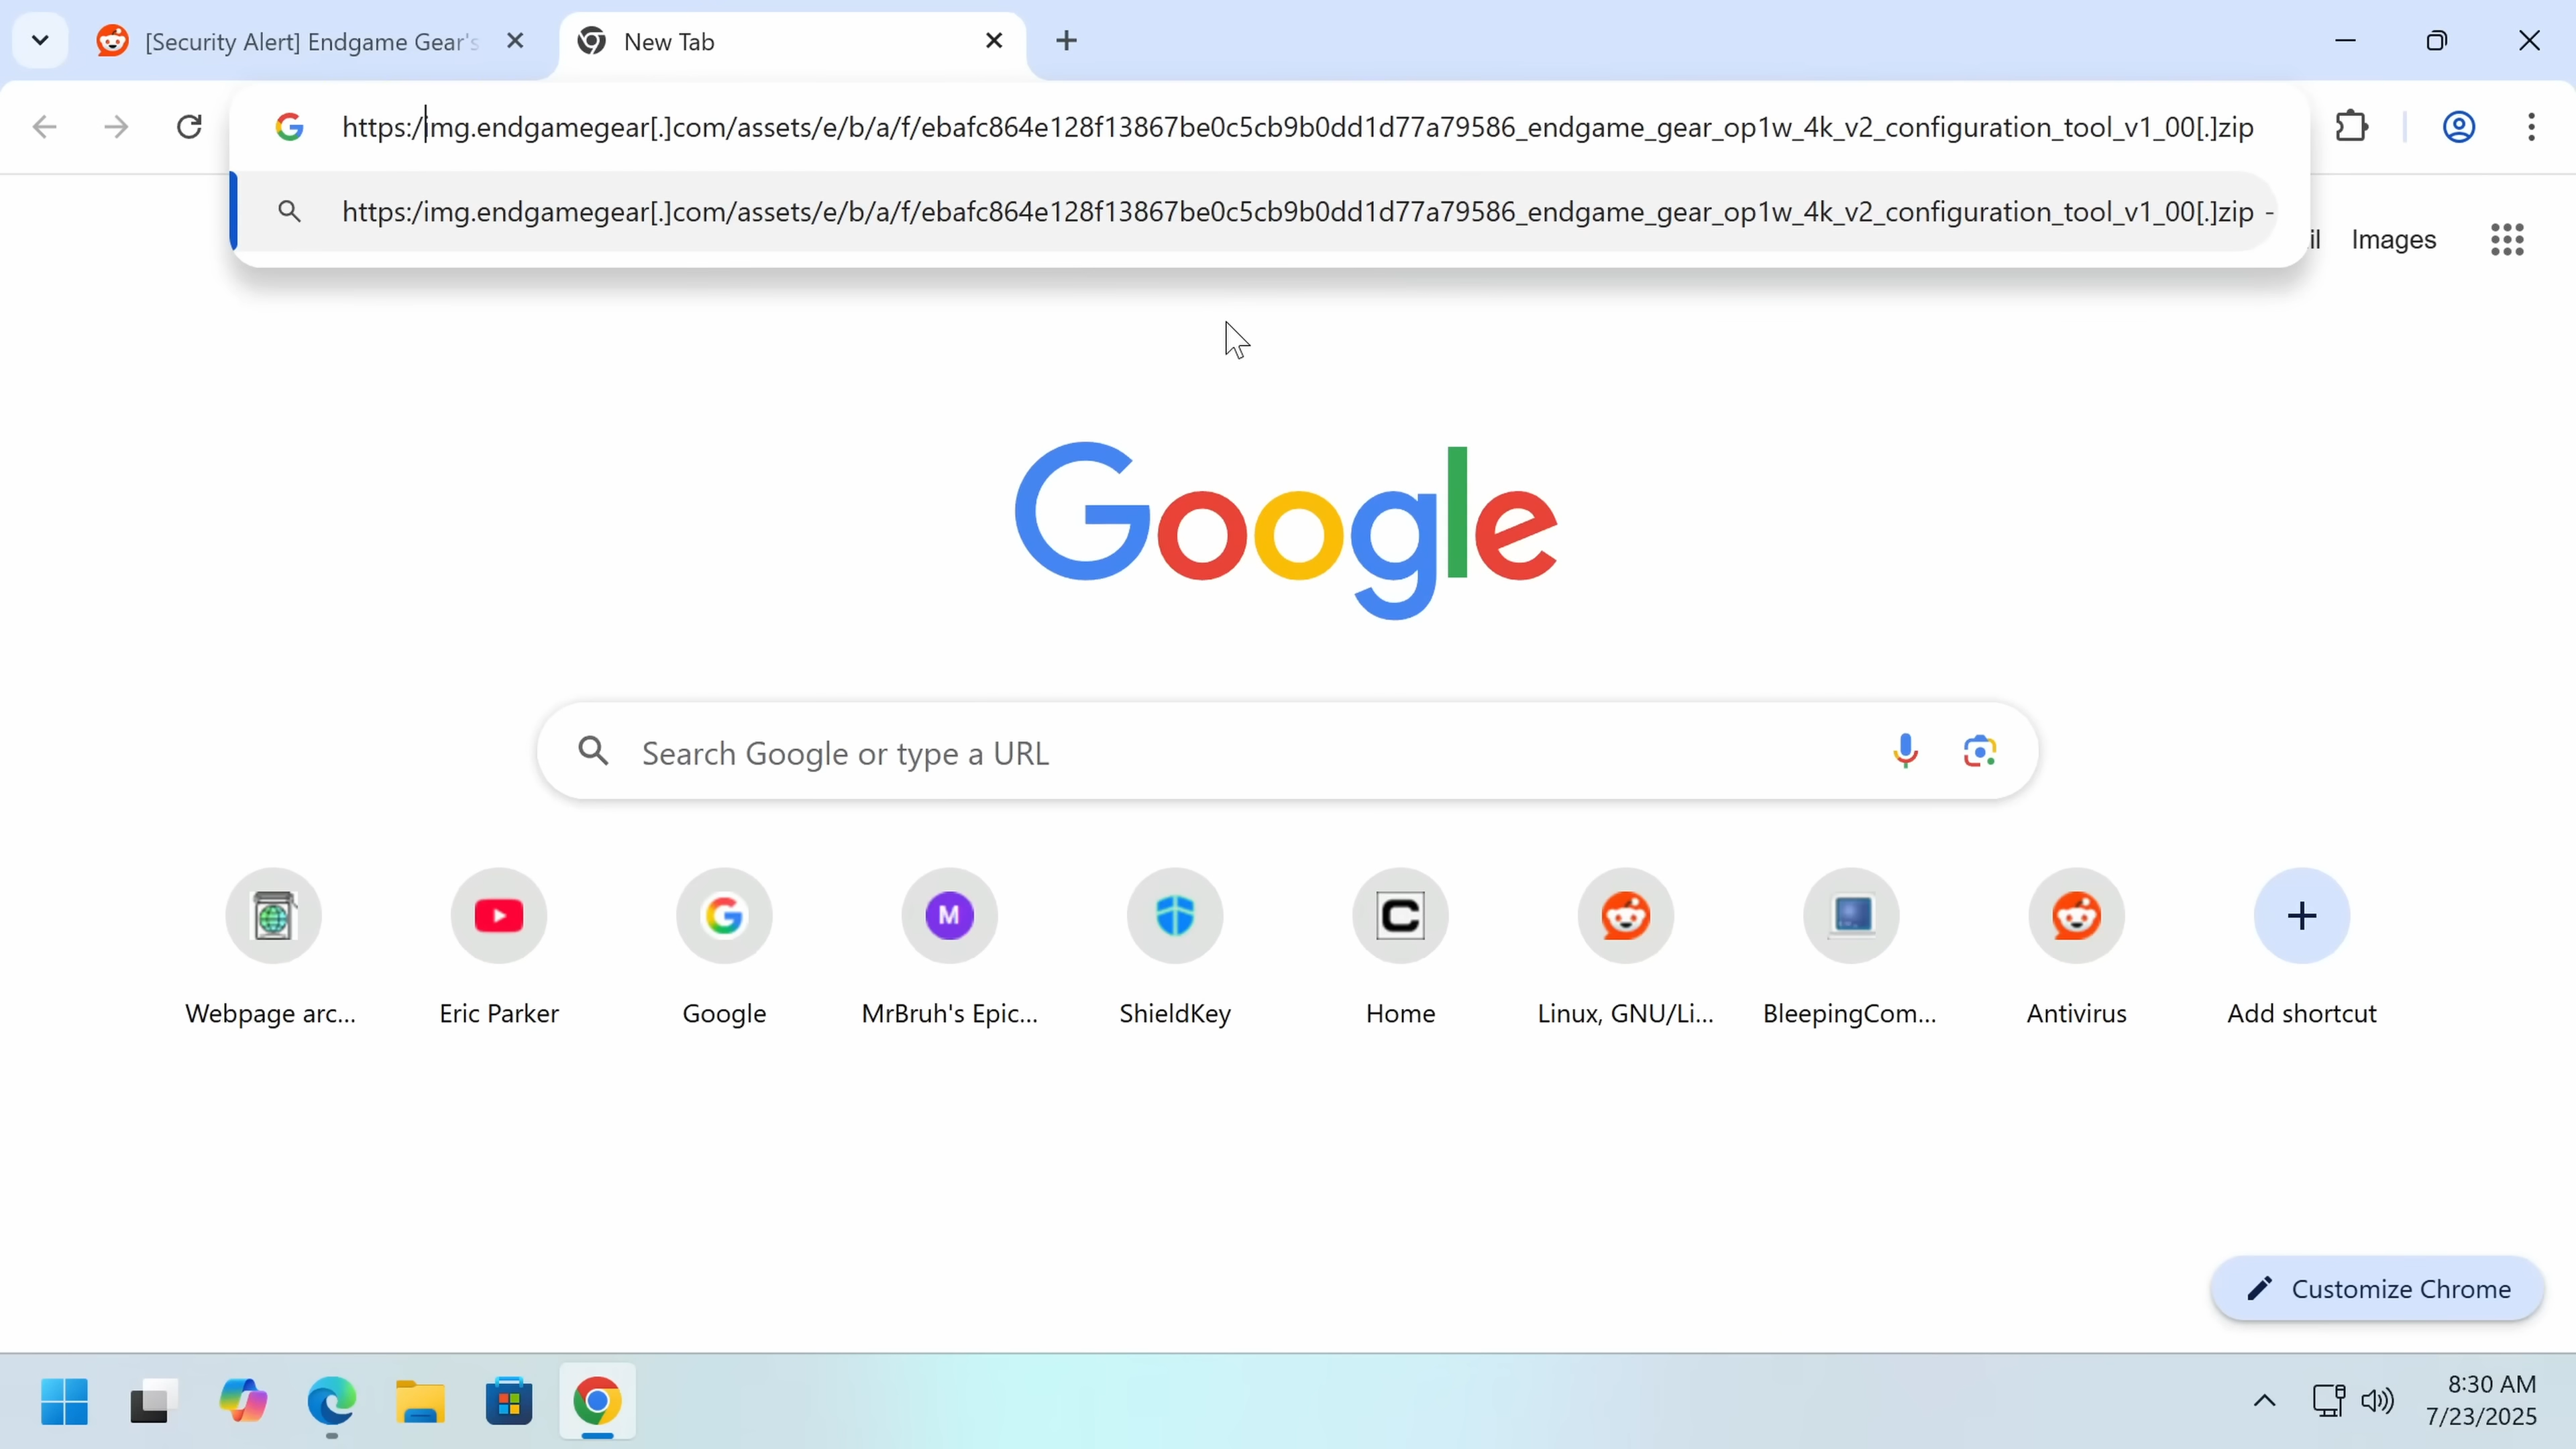 [Security Alert] Endgame Gear's
New Tab
https:/img.endgamegear[.]com/assets/e/b/a/f/ebafc864e128f13867be0c5cb9b0dd1d77a79586_endgame_gear_op1w_4k_v2_configuration_tool_v1_00[.]zip
https:/img.endgamegear[.]com/assets/e/b/a/f/ebafc864e128f13867be0c5cb9b0dd1d77a79586_endgame_gear_op1w_4k_v2_configuration_tool_v1_00[.]zip -
il Images
Google
Search Google or type a URL
M
Webpage arc... Eric Parker Google MrBruh's Epic... ShieldKey Home Linux, GNU/Li... BleepingCom... Antivirus Add shortcut
Customize Chrome
8:30 AM
7/23/2025